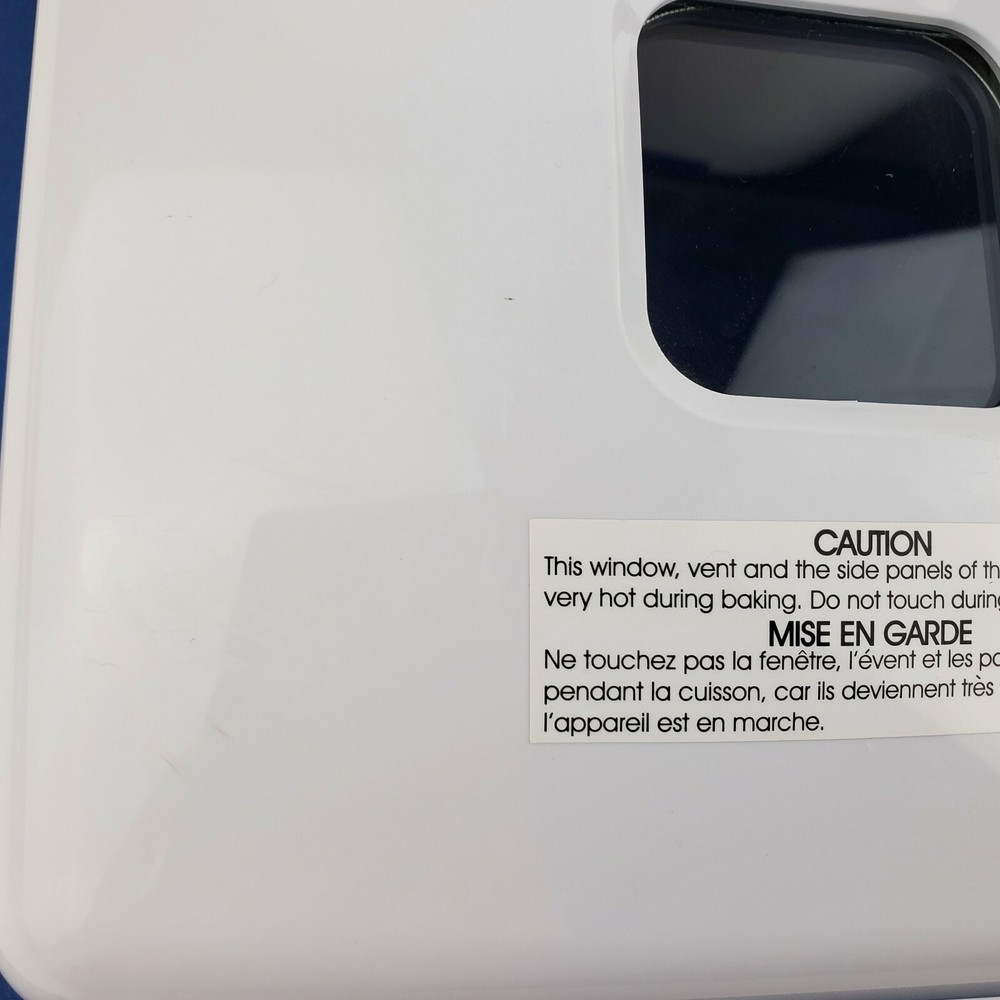 CAUTION
This window, vent and the side panels of
very hot during baking. Do not touch during
MISE EN GARDE
Ne touchez pas la fenêtre, l'évent et les
pendant la cuisson, car ils deviennent très
l'appareil est en marche.